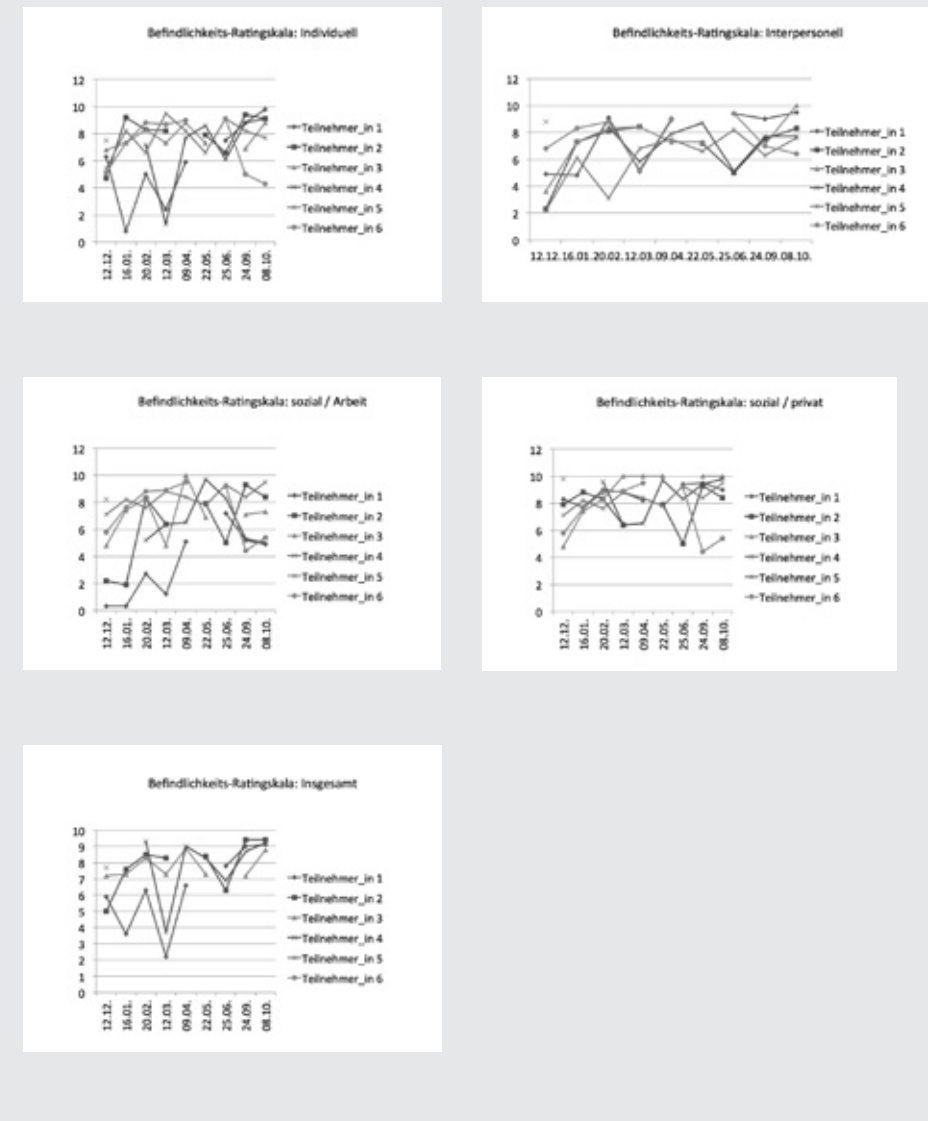 Befindlichkeits-Ratingskala: Individuell
12
10
8
6
4
2
0
12.12.
16.01.
20.02.
12.03.
09.04.
22.05.
25.06.
24.09.
08.10.
Teilnehmer_in 1
Teilnehmer_in 2
Teilnehmer_in 3
Teilnehmer_in 4
Teilnehmer_in 5
Teilnehmer_in 6
Befindlichkeits-Ratingskala: Interpersonell
12
10
8
6
4
2
0
12.12.16.01.20.02.12.03.09.04.22.05.25.06.24.09.08.10.
Teilnehmer_in 1
Teilnehmer_in 2
Teilnehmer_in 3
Teilnehmer_in 4
Teilnehmer_in 5
Teilnehmer_in 6
Befindlichkeits-Ratingskala: sozial / Arbeit
12
10
8
6
4
2
0
12.12.
16.01.
20.02.
12.03.
09.04.
22.05.
25.06.
24.09.
08.10.
Teilnehmer_in 1
Teilnehmer_in 2
Teilnehmer_in 3
Teilnehmer_in 4
Teilnehmer_in 5
Teilnehmer_in 6
Befindlichkeits-Ratingskala: sozial / privat
12
10
8
6
4
2
0
12.12.
16.01.
20.02.
12.03.
09.04.
22.05.
25.06.
24.09.
08.10.
Teilnehmer_in 1
Teilnehmer_in 2
Teilnehmer_in 3
Teilnehmer_in 4
Teilnehmer_in 5
Teilnehmer_in 6
Befindlichkeits-Ratingskala: Insgesamt
10
9
8
7
6
5
4
3
2
1
0
12.12.
16.01.
20.02.
12.03.
09.04.
22.05.
25.06.
24.09.
08.10.
Teilnehmer_in 1
Teilnehmer_in 2
Teilnehmer_in 3
Teilnehmer_in 4
Teilnehmer_in 5
Teilnehmer_in 6